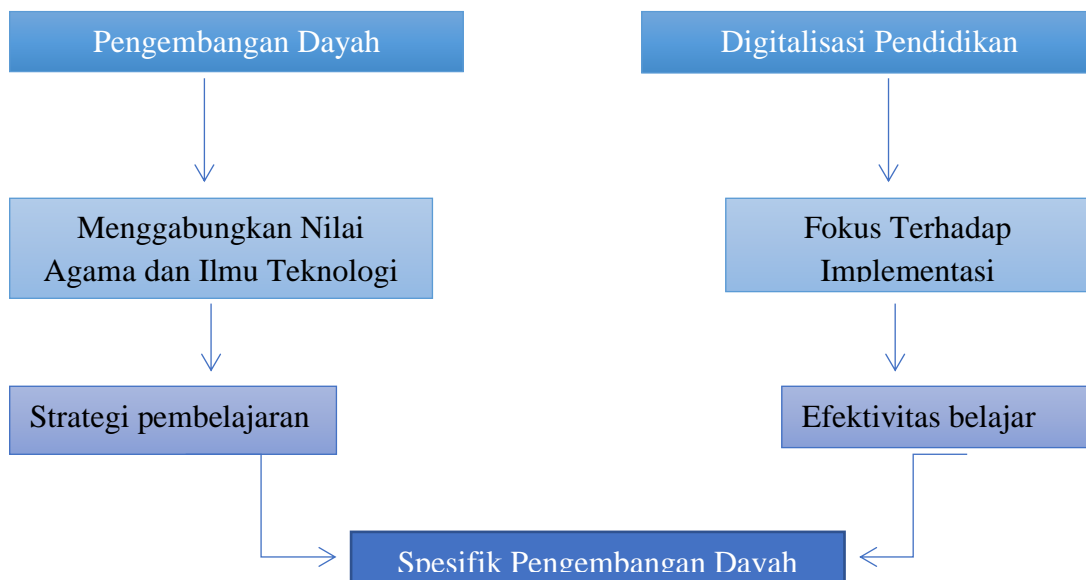 Pengembangan Dayah
Digitalisasi Pendidikan
Menggabungkan Nilai
Agama dan Ilmu Teknologi
Fokus Terhadap
Implementasi
Strategi pembelajaran
Efektivitas belajar
Spesifik Pengembangan Dayah